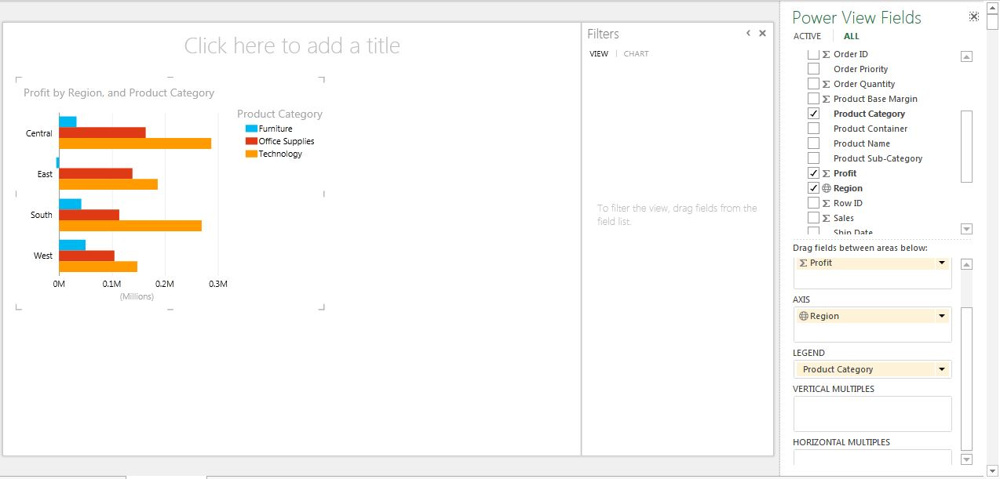 Click here to add a title
Profit by Region, and Product Category
Product Category
Furniture
Office Supplies
Technology
Central
East
South
West
0M 0.1M 0.2M 0.3M
(Millions)
Filters
VIEW | CHART
To filter the view, drag fields from the
field list.
Power View Fields
ACTIVE | ALL
Σ Order ID
Order Priority
Σ Order Quantity
Σ Product Base Margin
Product Category
Product Container
Product Name
Product Sub-Category
Σ Profit
Region
Σ Row ID
Σ Sales
Ship Date
Drag fields between areas below:
Σ Profit
AXIS
Region
LEGEND
Product Category
VERTICAL MULTIPLES
HORIZONTAL MULTIPLES